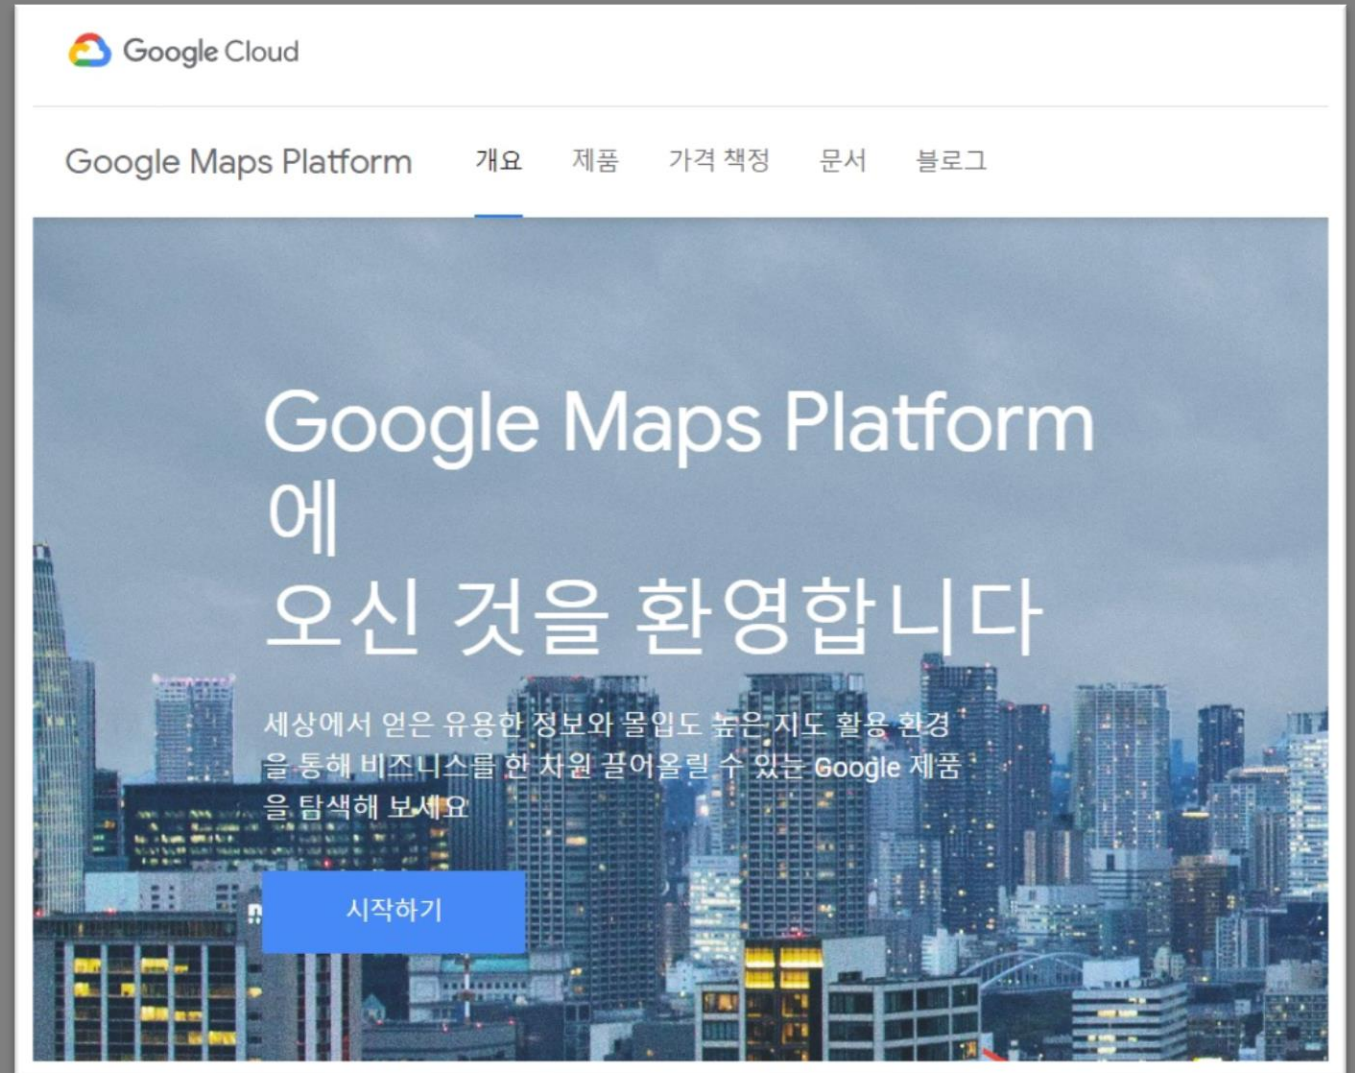 Google Cloud
Google Maps Platform 개요 제품 가격 책정 문서 블로그
Google Maps Platform
에
오신 것을 환영합니다
세상에서 얻은 유용한 정보와 몰입도 높은 지도 활용 환경
을 통해 비즈니스를 한 차원 끌어올릴 수 있는 Google 제품
을 탐색해 보세요
시작하기